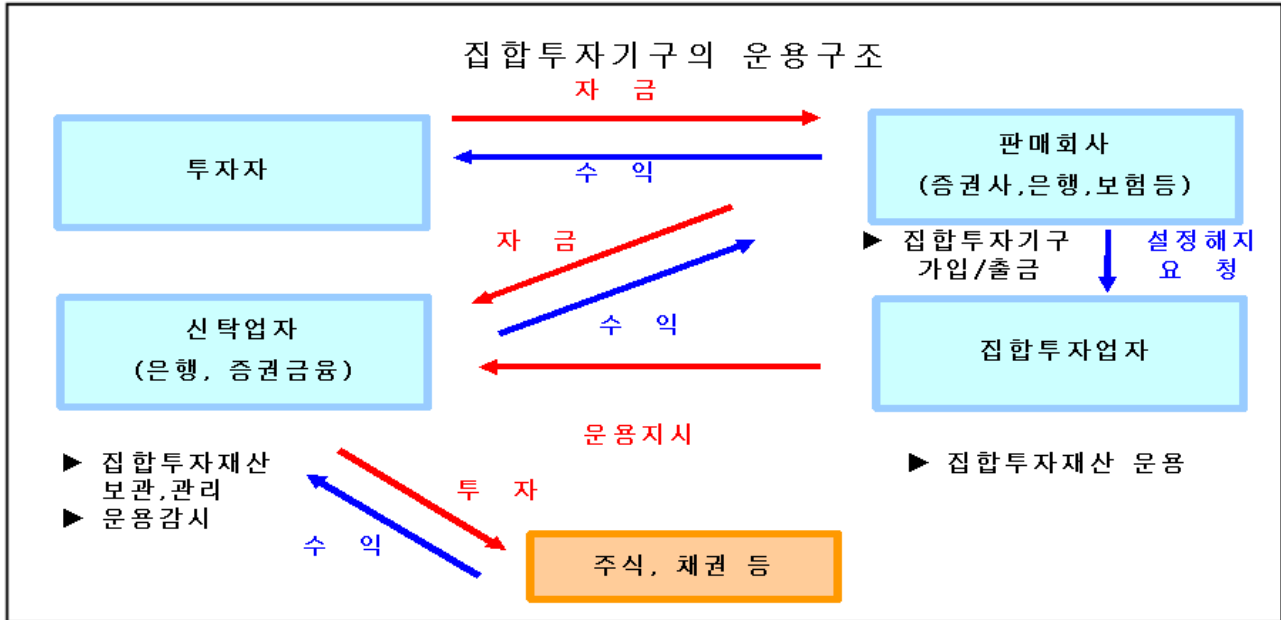 집합투자기구의 운용구조
자 금
투자자
수 익
판매회사
(증권사,은행,보험등)
자 금
▶ 집합투자기구
가입/출금
설정해지
요 청
수 익
신탁업자
(은행, 증권금융)
집합투자업자
운용지시
▶ 집합투자재산
보관,관리
▶ 운용감시
▶ 집합투자재산 운용
투 자
수 익
주식, 채권 등